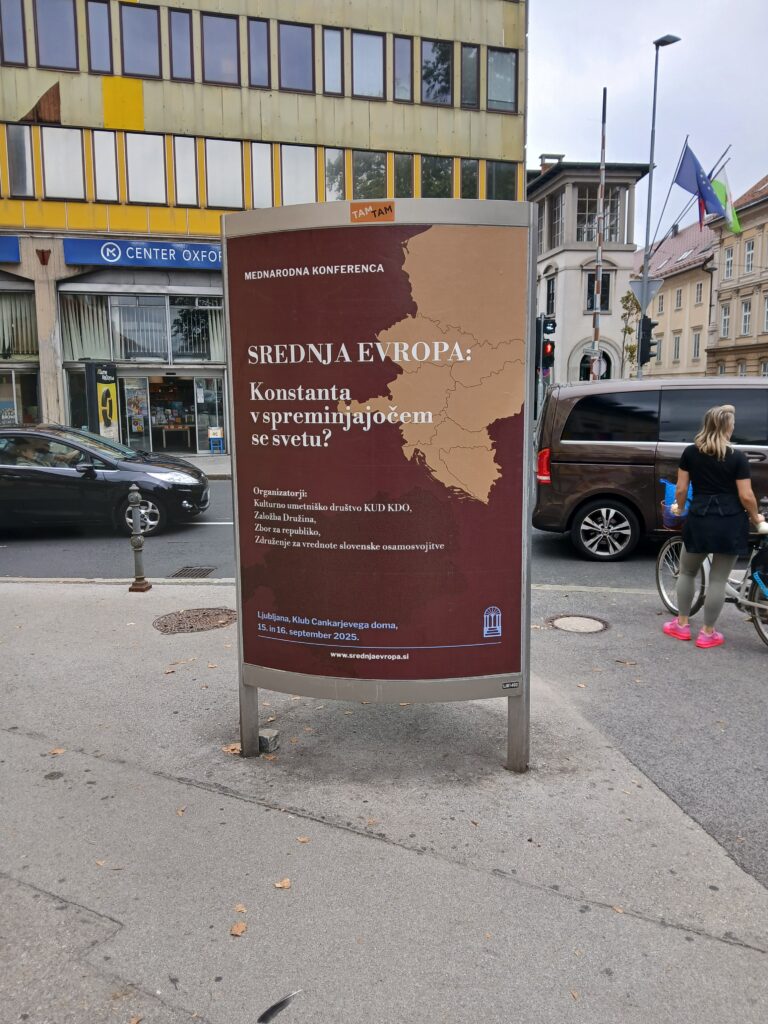 CENTER OXFOR
TAM TAM
MEDNARODNA KONFERENCA
SREDNJA EVROPA:
Konstanta
v spreminjajočem
se svetu?
Organizatorji:
Kulturno umetniško društvo KUD KDO,
Založba Družina,
Zbor za republiko,
Združenje za vrednote slovenske osamosvojitve
Ljubljana, Klub Cankarjevega doma,
15. in 16. september 2025.
www.srednjaevropa.si